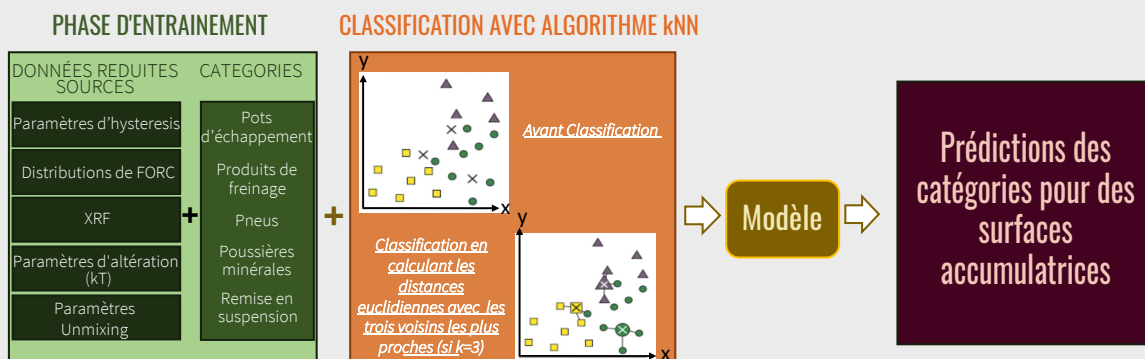 PHASE D'ENTRAINEMENT
DONNÉES REDUITES
SOURCES
Paramètres d’hysteresis
Distributions de FORC
XRF
Paramètres d'altération
(kT)
Paramètres
Unmixing
+
CATEGORIES
Pots
d’échappement
Produits de
freinage
Pneus
Poussières
minérales
Remise en
suspension
+
CLASSIFICATION AVEC ALGORITHME kNN
y
x
Avant Classification
Classification en
calculant les
distances
euclidiennes avec les
trois voisins les plus
proches (si k=3)
y
x
Modèle
Prédictions des
catégories pour des
surfaces
accumulatrices